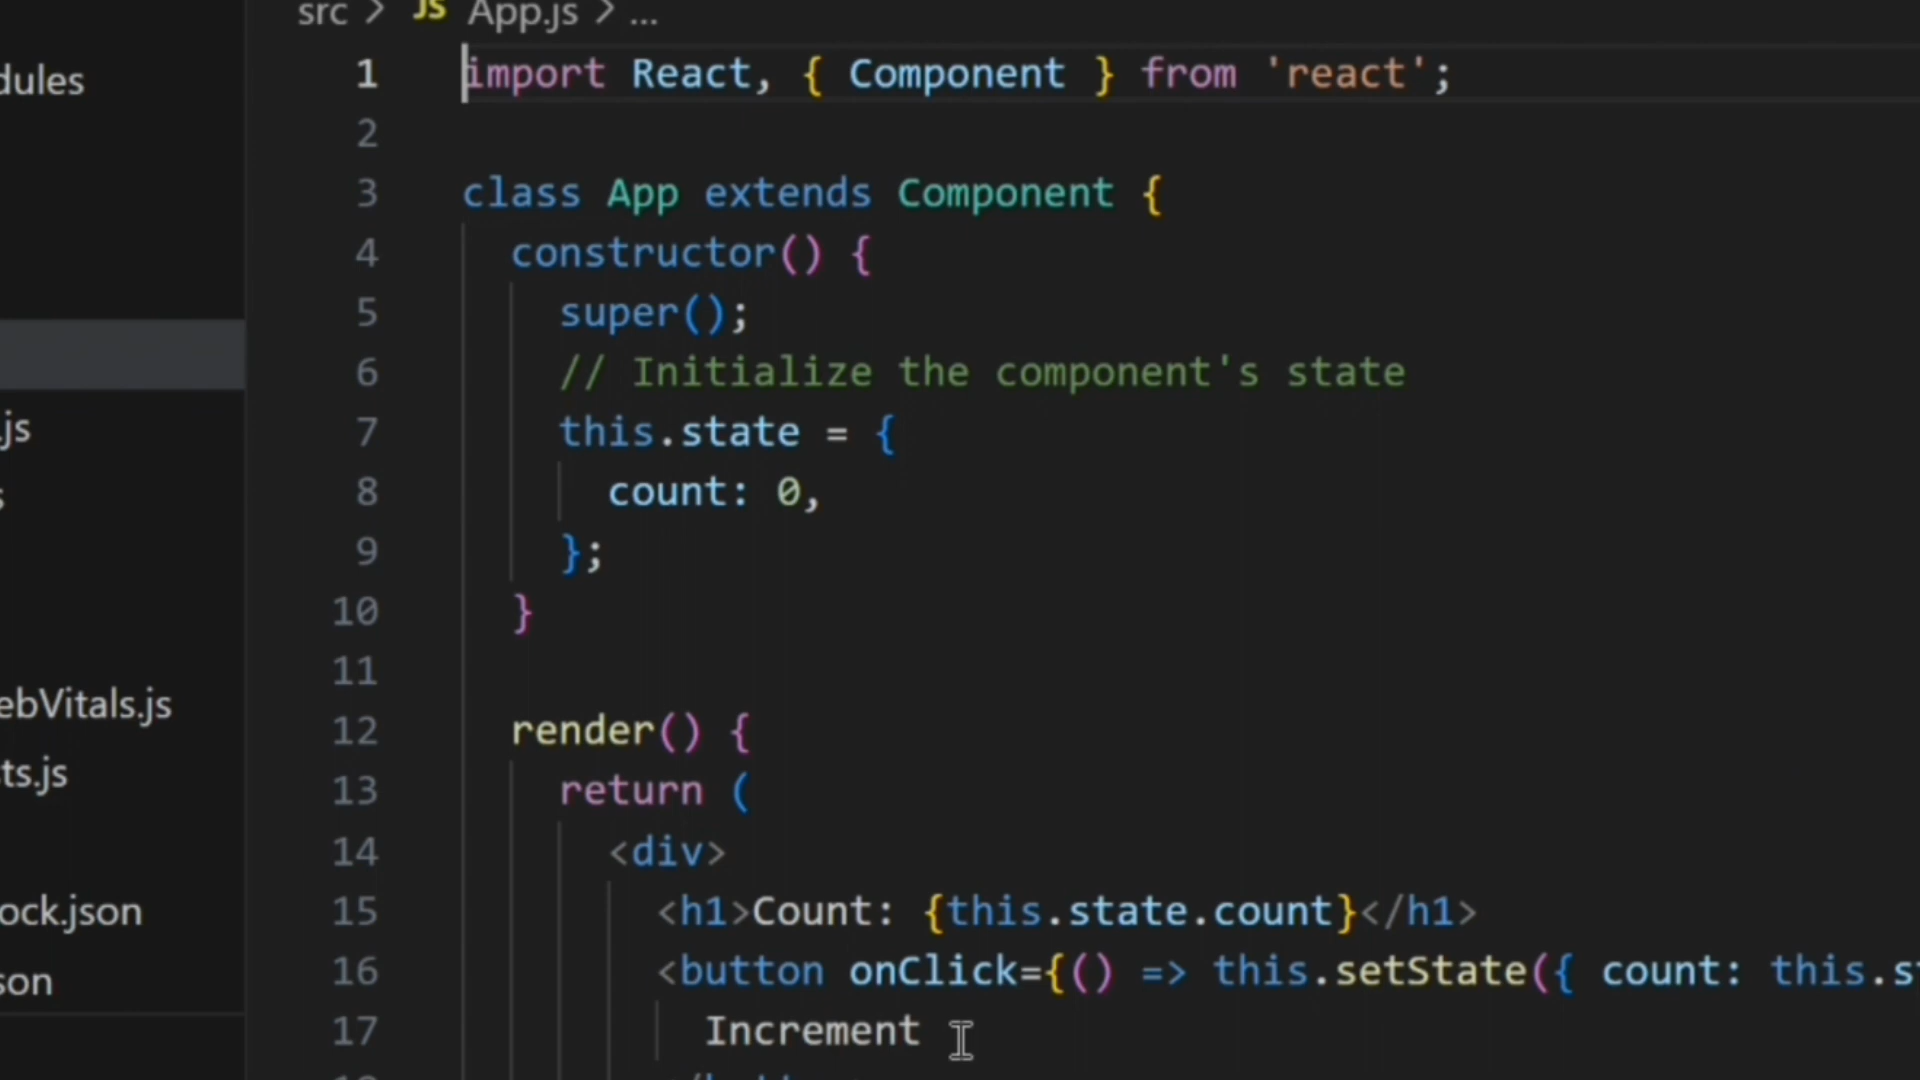 src > JS App.js > ...
dules
1 import React, { Component } from 'react';
2
3 class App extends Component {
4 constructor() {
5 super();
6 // Initialize the component's state
.js
7 this.state = {
s
8 count: 0,
9 };
10 }
11
ebVitals.js
12 render() {
ts.js
13 return (
14 <div>
ock.json
15 <h1>Count: {this.state.count}</h1>
son
16 <button onClick={() => this.setState({ count: this.st
17 Increment